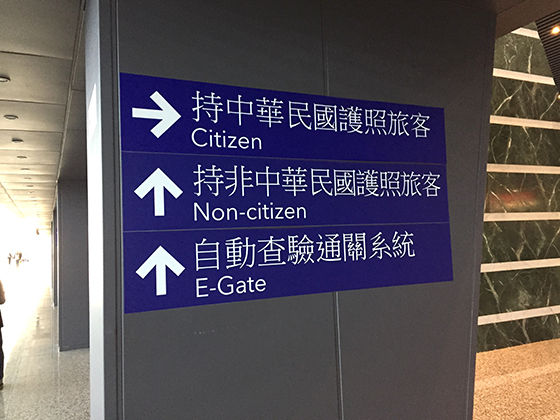 持中華民國護照旅客
Citizen
持非中華民國護照旅客
Non-citizen
自動查驗通關系統
E-Gate